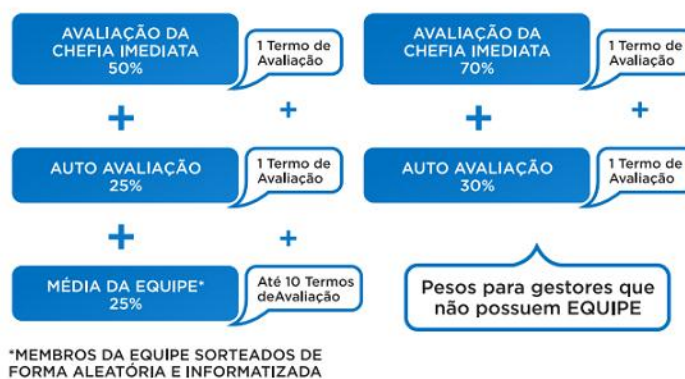 AVALIAÇÃO DA
CHEFIA IMEDIATA
50%
1 Termo de
Avaliação
+
+
AUTO AVALIAÇÃO
25%
1 Termo de
Avaliação
+
+
MÉDIA DA EQUIPE*
25%
Até 10 Termos
deAvaliação
*MEMBROS DA EQUIPE SORTEADOS DE
FORMA ALEATÓRIA E INFORMATIZADA
AVALIAÇÃO DA
CHEFIA IMEDIATA
70%
1 Termo de
Avaliação
+
+
AUTO AVALIAÇÃO
30%
1 Termo de
Avaliação
Pesos para gestores que
não possuem EQUIPE